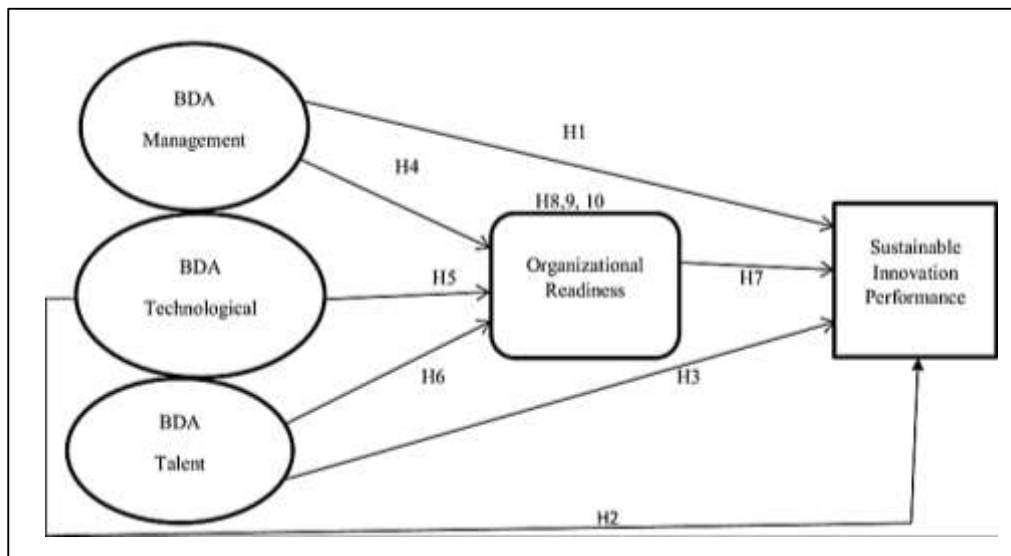 BDA
Management
H1
H4
H8,9, 10
BDA
Technological
H5
Organizational
Readiness
H7
Sustainable
Innovation
Performance
H6
H3
BDA
Talent
H2